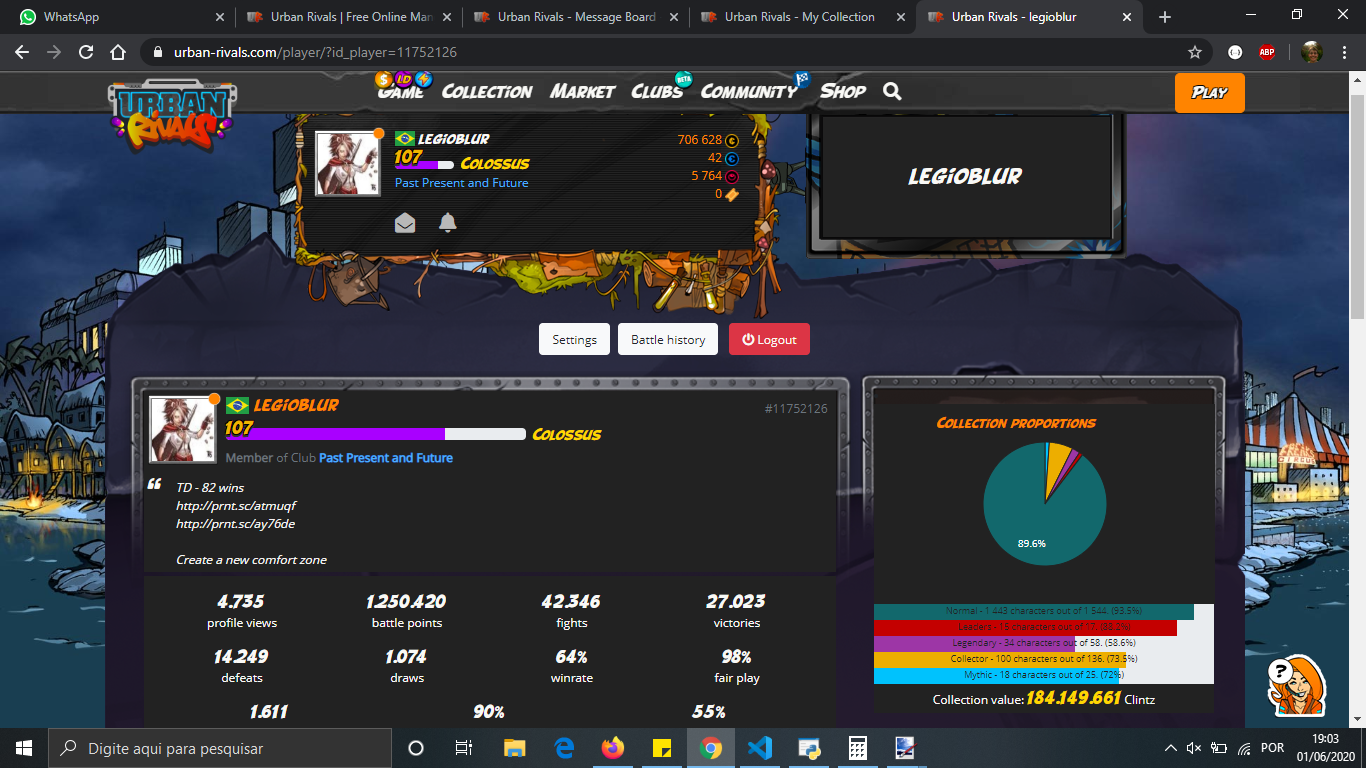 WhatsApp
Urban Rivals | Free Online Man
Urban Rivals - Message Board
Urban Rivals - My Collection
Urban Rivals - legioblur
urban-rivals.com/player/?id_player=11752126
ABP
URBAN RIVALS
GAME
COLLECTION
MARKET
CLUBS
BETA
COMMUNITY
SHOP
PLAY
LEGIOBLUR
107 COLOSSUS
Past Present and Future
706 628
42
5 764
0
LEGIOBLUR
Settings
Battle history
Logout
LEGIOBLUR
#11752126
107 COLOSSUS
Member of Club Past Present and Future
TD - 82 wins
http://prnt.sc/atmuqf
http://prnt.sc/ay76de
Create a new comfort zone
4.735 1.250.420 42.346 27.023
profile views battle points fights victories
14.249 1.074 64% 98%
defeats draws winrate fair play
1.611 90% 55%
COLLECTION PROPORTIONS
89.6%
Normal - 1 443 characters out of 1 544. (93.5%)
Leaders - 15 characters out of 17. (88.2%)
Legendary - 34 characters out of 58. (58.6%)
Collector - 100 characters out of 136. (73.5%)
Mythic - 18 characters out of 25. (72%)
Collection value: 184.149.661 Clintz
FREAKS CIRCUS
?
Digite aqui para pesquisar
POR
19:03
01/06/2020